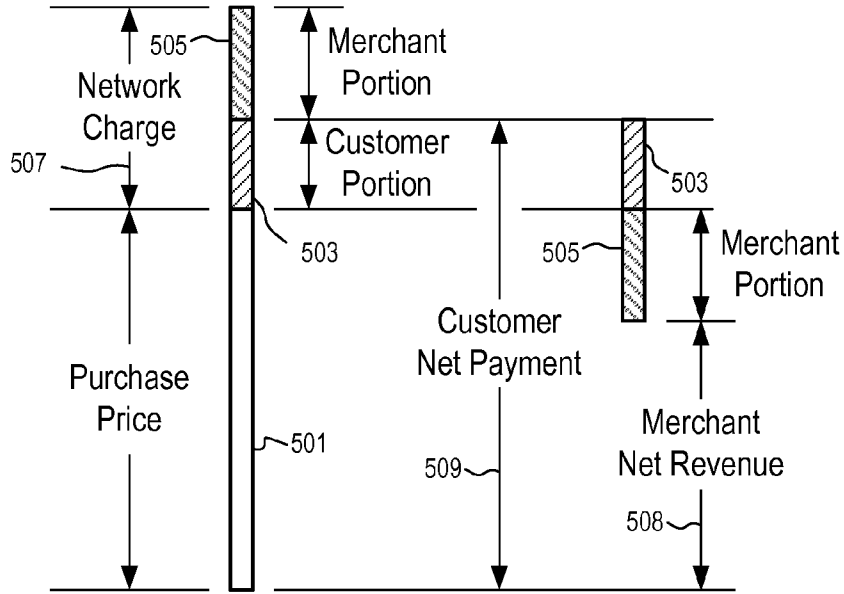 505
Merchant
Portion
Network
Charge
507
Customer
Portion
503
503
505
Merchant
Portion
Customer
Net Payment
Purchase
Price
501
Merchant
Net Revenue
509
508